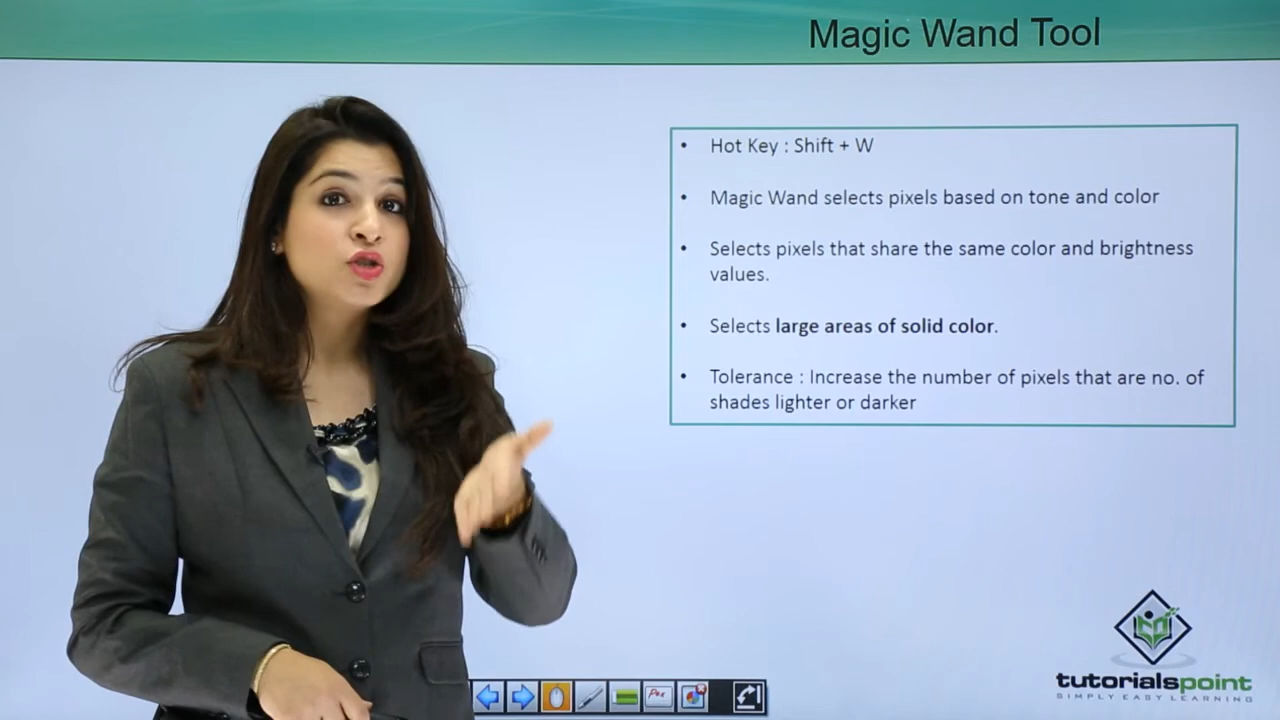 Magic Wand Tool
• Hot Key : Shift + W
• Magic Wand selects pixels based on tone and color
• Selects pixels that share the same color and brightness
values.
• Selects large areas of solid color.
• Tolerance : Increase the number of pixels that are no. of
shades lighter or darker
Pen
tutorialspoint
SIMPLY EASY LEARNING